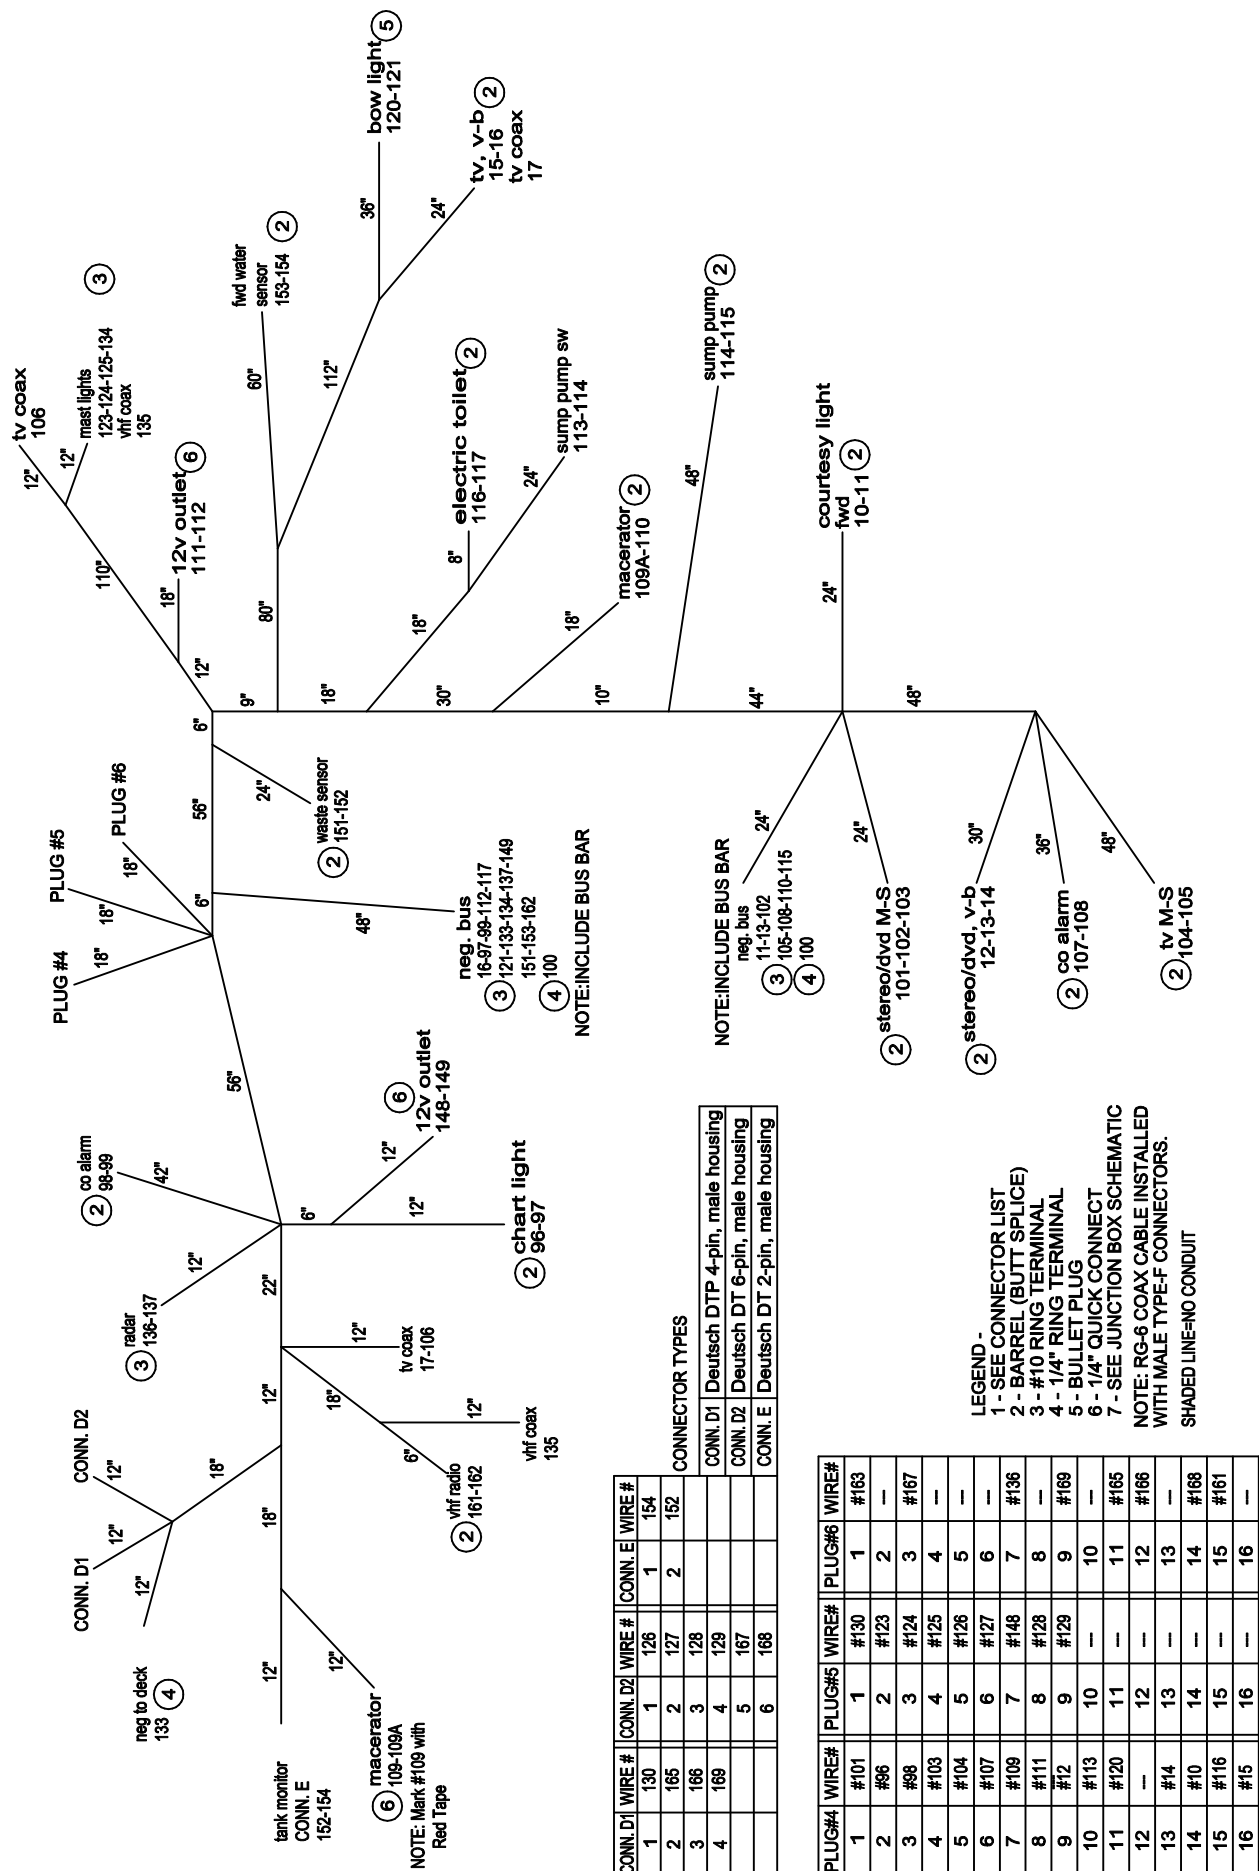 tv coax
106
12"
12"
mast lights
123-124-125-134
vhf coax
135
3
110"
12v outlet 6
111-112
18"
12"
bow light 5
120-121
36"
tv, v-b 2
15-16
tv coax
17
24"
fwd water
sensor 2
153-154
60"
112"
80"
9"
6"
electric toilet 2
116-117
8"
sump pump sw
113-114
24"
18"
18"
macerator 2
109A-110
18"
30"
sump pump 2
114-115
48"
10"
courtesy light
fwd 2
10-11
24"
44"
48"
PLUG #4
PLUG #5
PLUG #6
18"
18"
18"
56"
6"
24"
waste sensor
2 151-152
48"
neg. bus
16-97-99-112-117
3 121-133-134-137-149
151-153-162
4 100
NOTE:INCLUDE BUS BAR
NOTE:INCLUDE BUS BAR
neg. bus
11-13-102
3 105-108-110-115
4 100
24"
24"
2 stereo/dvd M-S
101-102-103
30"
2 stereo/dvd, v-b
12-13-14
36"
2 co alarm
107-108
48"
2 tv M-S
104-105
56"
co alarm
2 98-99
42"
radar
3 136-137
12"
6"
12"
6
12v outlet
148-149
12"
2 chart light
96-97
22"
12"
tv coax
17-106
12"
18"
6"
12"
vhf coax
135
vhf radio
2 161-162
CONN. D1
CONN. D2
12"
12"
12"
18"
neg to deck
133 4
18"
12"
12"
tank monitor
CONN. E
152-154
macerator
6 109-109A
NOTE: Mark #109 with
Red Tape
CONN. D1 WIRE # CONN. D2 WIRE # CONN. E WIRE #
1 130 1 126 1 154
2 165 2 127 2 152
3 166 3 128
4 169 4 129
5 167
6 168
CONNECTOR TYPES
CONN. D1 Deutsch DTP 4-pin, male housing
CONN. D2 Deutsch DT 6-pin, male housing
CONN. E Deutsch DT 2-pin, male housing
PLUG#4 WIRE# PLUG#5 WIRE# PLUG#6 WIRE#
1 #101 1 #130 1 #163
2 #96 2 #123 2 ---
3 #98 3 #124 3 #167
4 #103 4 #125 4 ---
5 #104 5 #126 5 ---
6 #107 6 #127 6 ---
7 #109 7 #148 7 #136
8 #111 8 #128 8 ---
9 #12 9 #129 9 #169
10 #113 10 --- 10 ---
11 #120 11 --- 11 #165
12 --- 12 --- 12 #166
13 #14 13 --- 13 ---
14 #10 14 --- 14 #168
15 #116 15 --- 15 #161
16 #15 16 --- 16 ---
LEGEND -
1 - SEE CONNECTOR LIST
2 - BARREL (BUTT SPLICE)
3 - #10 RING TERMINAL
4 - 1/4" RING TERMINAL
5 - BULLET PLUG
6 - 1/4" QUICK CONNECT
7 - SEE JUNCTION BOX SCHEMATIC
NOTE: RG-6 COAX CABLE INSTALLED
WITH MALE TYPE-F CONNECTORS.
SHADED LINE=NO CONDUIT